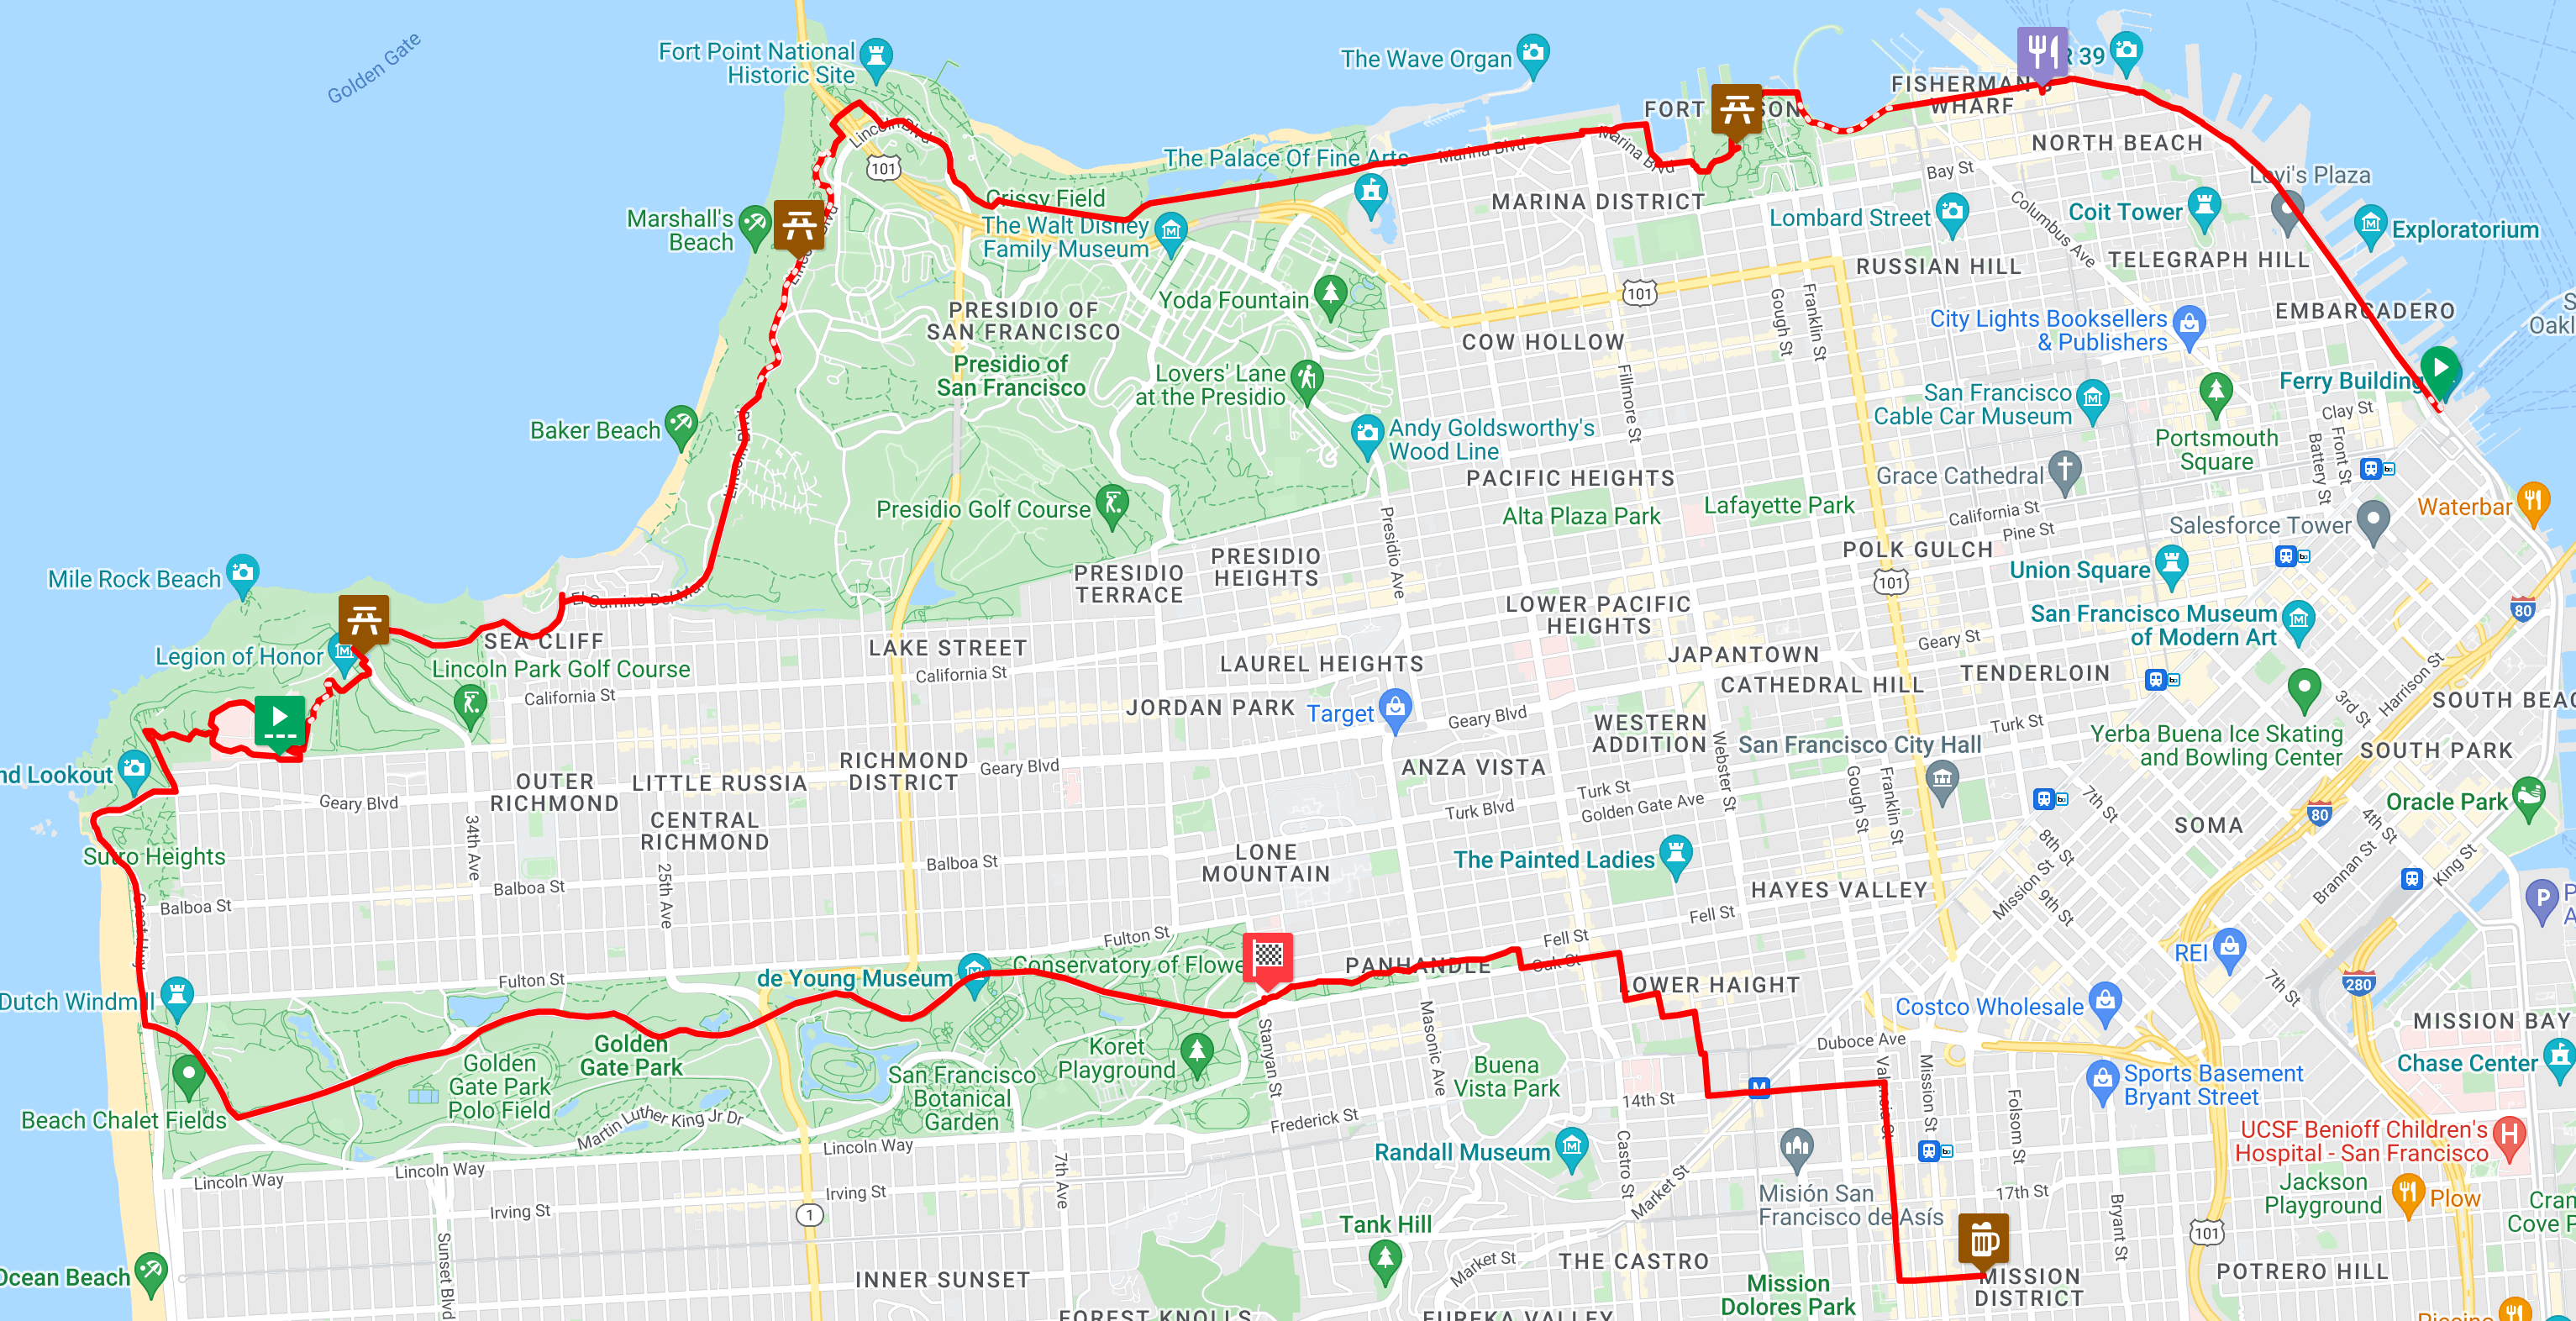 Golden Gate
Fort Point National
Historic Site
The Wave Organ
R 39
FISHERMAN'S
WHARF
FORT
SON
NORTH BEACH
Lincoln Blvd
101
The Palace Of Fine Arts
Marina Blvd
Marina Blvd
Bay St
Levi's Plaza
Crissy Field
MARINA DISTRICT
Columbus Ave
Marshall's
Beach
The Walt Disney
Family Museum
Lombard Street
Coit Tower
Exploratorium
TELEGRAPH HILL
RUSSIAN HILL
Yoda Fountain
101
Gough St
Franklin St
EMBARCADERO
S
Oakl
PRESIDIO OF
SAN FRANCISCO
City Lights Booksellers
& Publishers
COW HOLLOW
Presidio of
San Francisco
Lovers' Lane
at the Presidio
Fillmore St
San Francisco
Cable Car Museum
Ferry Building
Clay St
Front St
Battery St
Portsmouth
Square
Baker Beach
Lincoln Blvd
Andy Goldsworthy's
Wood Line
PACIFIC HEIGHTS
Grace Cathedral
Presidio Golf Course
Alta Plaza Park
Lafayette Park
California St
Pine St
Waterbar
Salesforce Tower
Presidio Ave
POLK GULCH
PRESIDIO
HEIGHTS
PRESIDIO
TERRACE
101
Union Square
Mile Rock Beach
El Camino Del Mar
LOWER PACIFIC
HEIGHTS
San Francisco Museum
of Modern Art
80
SEA CLIFF
LAKE STREET
Geary St
Legion of Honor
Lincoln Park Golf Course
LAUREL HEIGHTS
JAPANTOWN
TENDERLOIN
California St
California St
CATHEDRAL HILL
Harrison St
3rd St
SOUTH BEAC
JORDAN PARK
Target
Geary Blvd
WESTERN
ADDITION
Webster St
Turk St
Yerba Buena Ice Skating
and Bowling Center
SOUTH PARK
San Francisco City Hall
nd Lookout
RICHMOND
DISTRICT
Geary Blvd
ANZA VISTA
OUTER
RICHMOND
LITTLE RUSSIA
Geary Blvd
Turk St
Golden Gate Ave
Turk Blvd
Gough St
Franklin St
7th St
80
Oracle Park
CENTRAL
RICHMOND
34th Ave
SOMA
4th St
8th St
Sutro Heights
LONE
MOUNTAIN
The Painted Ladies
Balboa St
Balboa St
Balboa St
25th Ave
HAYES VALLEY
Mission St
9th St
Brannan St
King St
P
P
A
Great Hwy
Fell St
Fulton St
Fell St
REI
7th St
280
Fulton St
de Young Museum
Conservatory of Flowe
PANHANDLE
Oak St
LOWER HAIGHT
Dutch Windmill
Costco Wholesale
MISSION BAY
Golden
Gate Park
Koret
Playground
Stanyan St
Masonic Ave
Buena
Vista Park
Duboce Ave
Chase Center
Golden
Gate Park
Polo Field
San Francisco
Botanical
Garden
M
Valencia St
Mission St
Folsom St
Sports Basement
Bryant Street
Beach Chalet Fields
Martin Luther King Jr Dr
14th St
Frederick St
UCSF Benioff Children's
Hospital - San Francisco
H
Lincoln Way
Lincoln Way
Lincoln Way
7th Ave
Randall Museum
Castro St
Market St
Misión San
Francisco de Asís
17th St
Jackson
Playground
Plow
Cran
Cove P
Irving St
Irving St
1
Sunset Blvd
Tank Hill
Bryant St
101
Ocean Beach
Market St
THE CASTRO
INNER SUNSET
Mission
Dolores Park
MISSION
DISTRICT
POTRERO HILL
FOREST KNOLLS
EUREKA VALLEY
Piccino